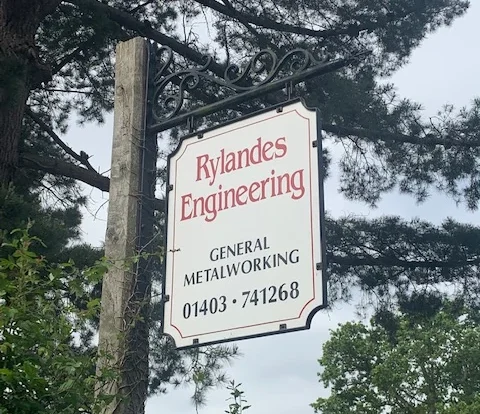 Rylandes
Engineering
GENERAL
METALWORKING
01403 • 741268